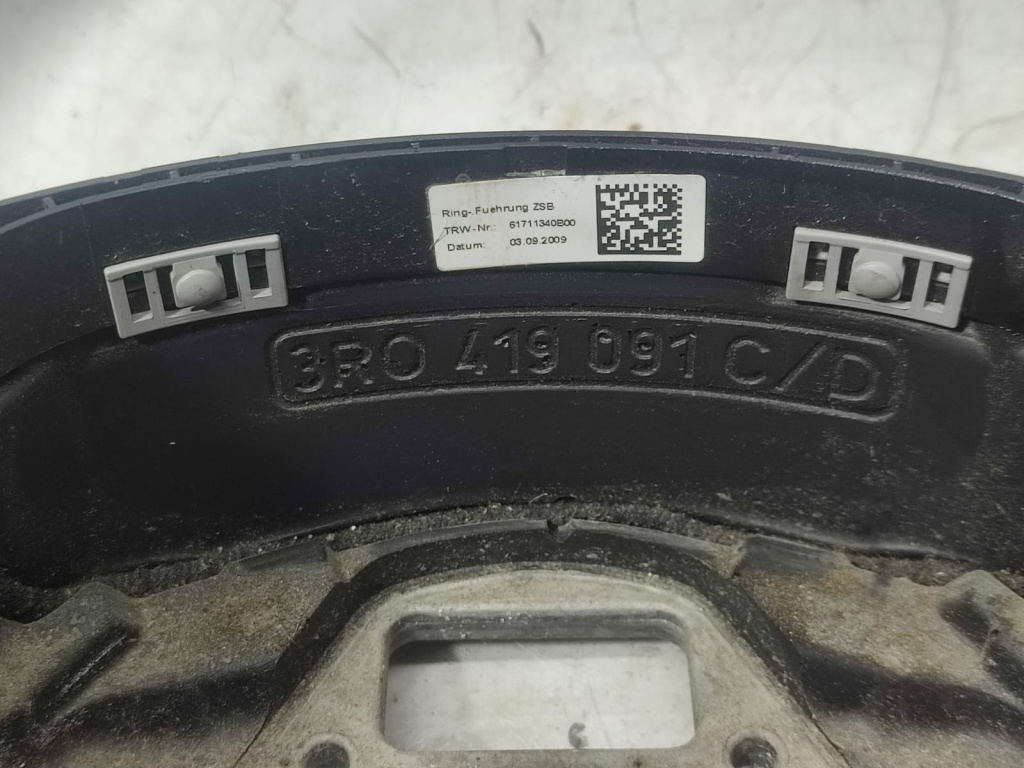 Ring-Fuehrung ZSB
TRW-Nr.: 61711340B00
Datum: 03.09.2009
3R0 419 091 C/D